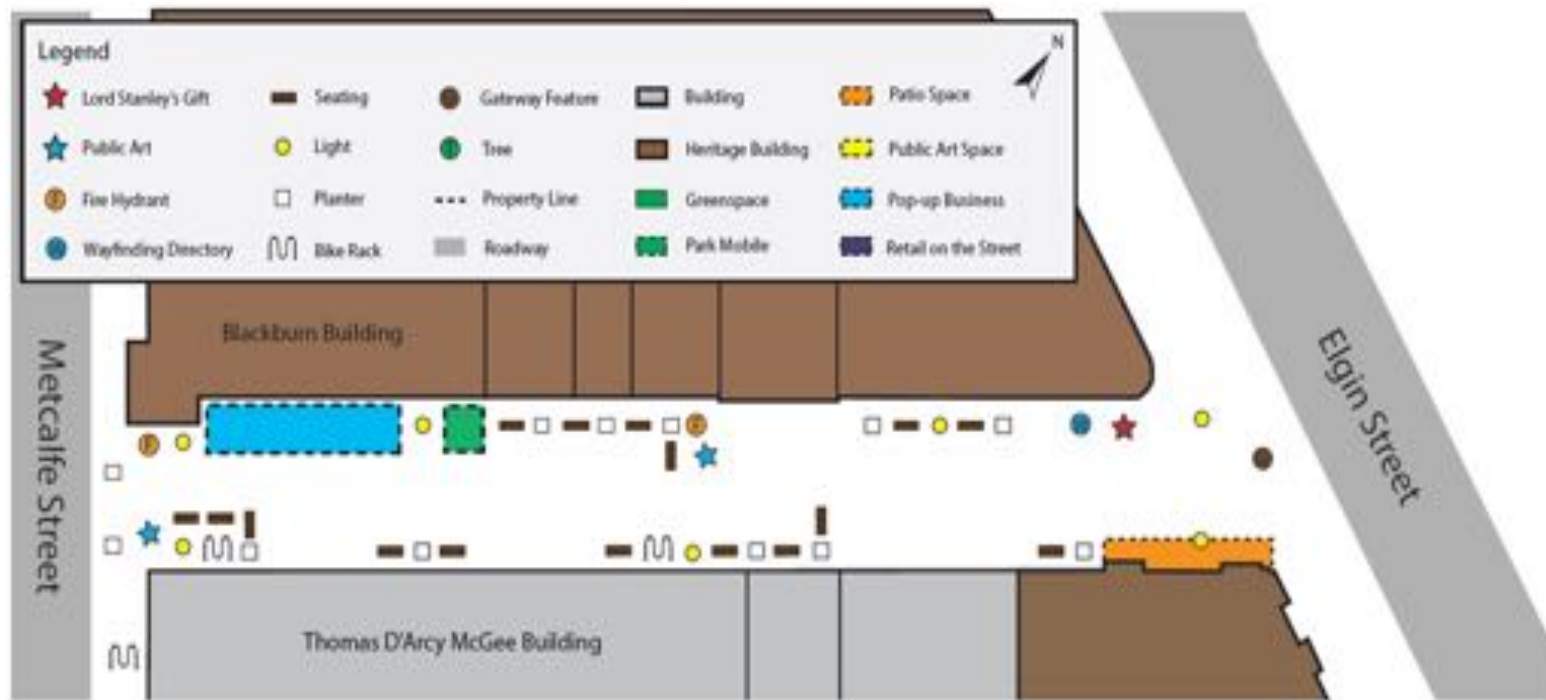 Legend
N
Lord Stanley's Gift
Seating
Gateway Feature
Building
Patio Space
Public Art
Light
Tree
Heritage Building
Public Art Space
F Fire Hydrant
Planter
Property Line
Greenspace
Pop-up Business
Wayfinding Directory
Bike Rack
Roadway
Park Mobile
Retail on the Street
Blackburn Building
Metcalfe Street
Elgin Street
F
Thomas D'Arcy McGee Building